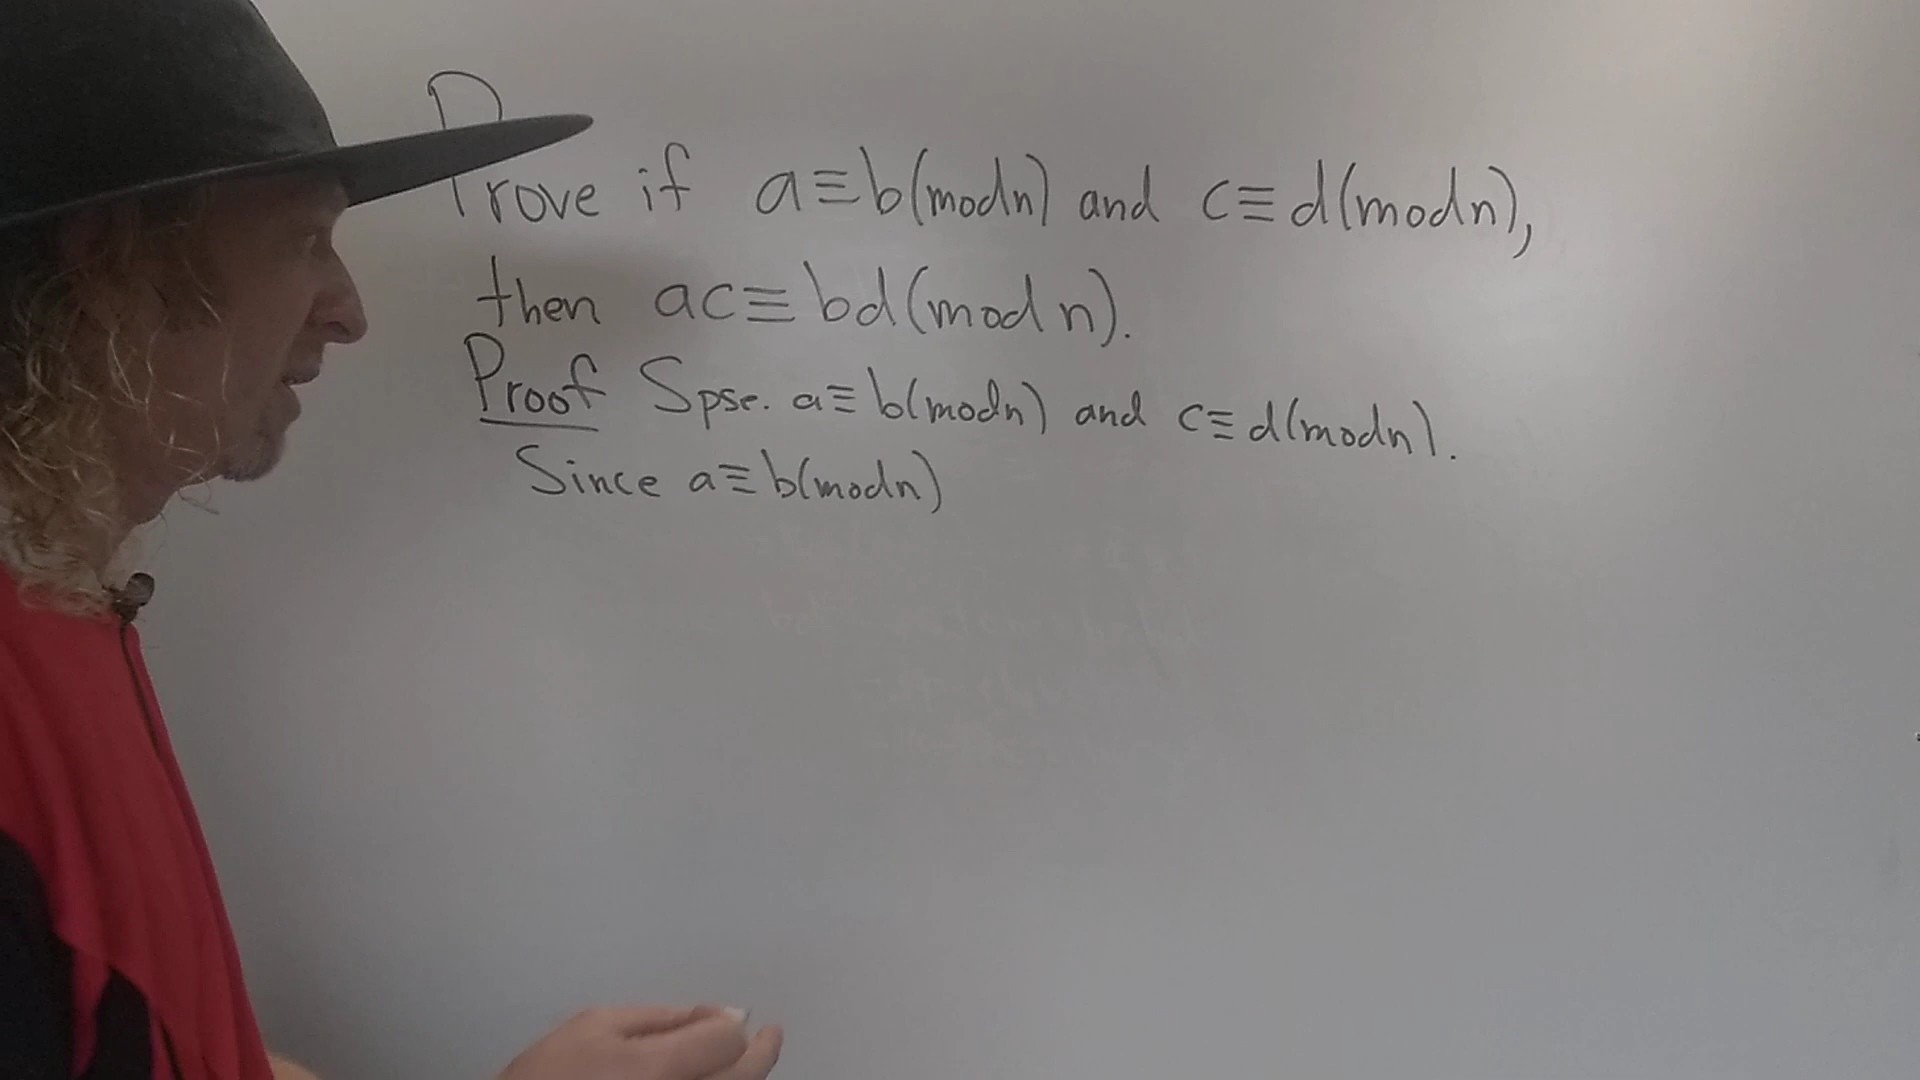 Prove if a≡b(modn) and c≡d(modn),
then ac≡bd(mod n).
Proof Spse. a≡b(modn) and c≡d(modn).
Since a≡b(modn)